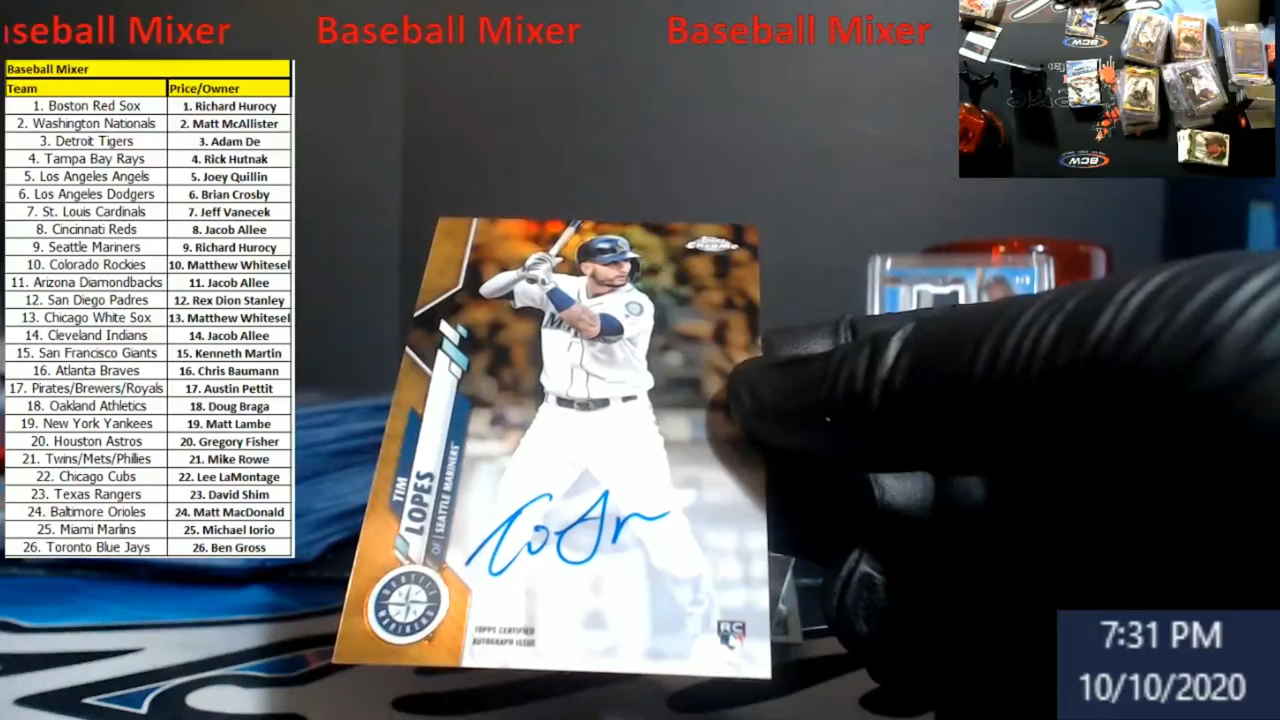 seball Mixer Baseball Mixer Baseball Mixer
Baseball Mixer
Team Price/Owner
1. Boston Red Sox 1. Richard Hurocy
2. Washington Nationals 2. Matt McAllister
3. Detroit Tigers 3. Adam De
4. Tampa Bay Rays 4. Rick Hutnak
5. Los Angeles Angels 5. Joey Quillin
6. Los Angeles Dodgers 6. Brian Crosby
7. St. Louis Cardinals 7. Jeff Vanecek
8. Cincinnati Reds 8. Jacob Allee
9. Seattle Mariners 9. Richard Hurocy
10. Colorado Rockies 10. Matthew Whitesel
11. Arizona Diamondbacks 11. Jacob Allee
12. San Diego Padres 12. Rex Dion Stanley
13. Chicago White Sox 13. Matthew Whitesel
14. Cleveland Indians 14. Jacob Allee
15. San Francisco Giants 15. Kenneth Martin
16. Atlanta Braves 16. Chris Baumann
17. Pirates/Brewers/Royals 17. Austin Pettit
18. Oakland Athletics 18. Doug Braga
19. New York Yankees 19. Matt Lambe
20. Houston Astros 20. Gregory Fisher
21. Twins/Mets/Phillies 21. Mike Rowe
22. Chicago Cubs 22. Lee LaMontage
23. Texas Rangers 23. David Shim
24. Baltimore Orioles 24. Matt MacDonald
25. Miami Marlins 25. Michael Iorio
26. Toronto Blue Jays 26. Ben Gross
TIM
LOPES
OF | SEATTLE MARINERS
SEATTLE
MARINERS
TOPPS CERTIFIED
AUTOGRAPH ISSUE
RC
BCW
BCW
7:31 PM
10/10/2020